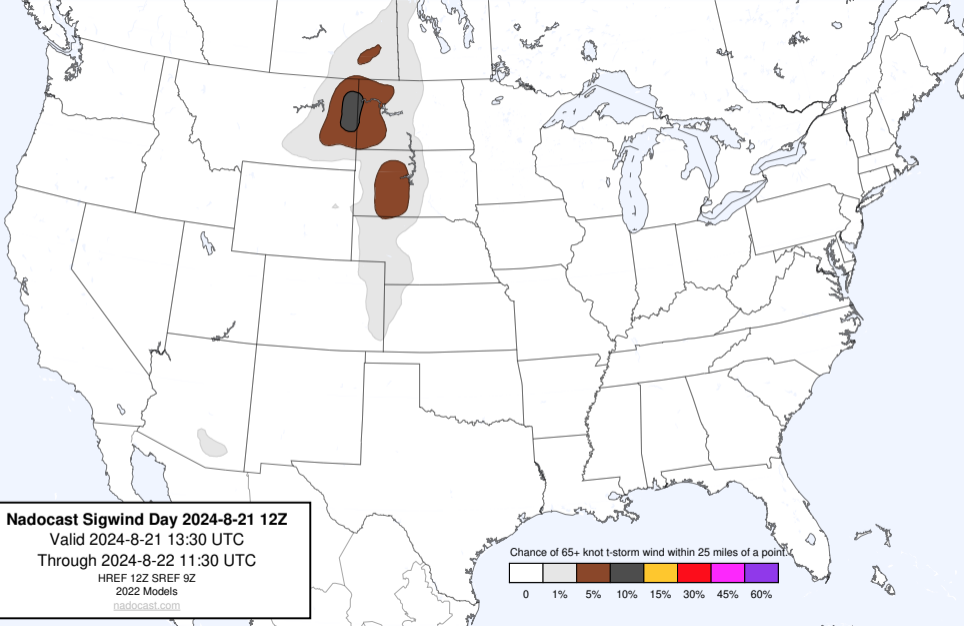 Nadocast Sigwind Day 2024-8-21 12Z
Valid 2024-8-21 13:30 UTC
Through 2024-8-22 11:30 UTC
HREF 12Z SREF 9Z
2022 Models
nadocast.com
Chance of 65+ knot t-storm wind within 25 miles of a point.
0 1% 5% 10% 15% 30% 45% 60%